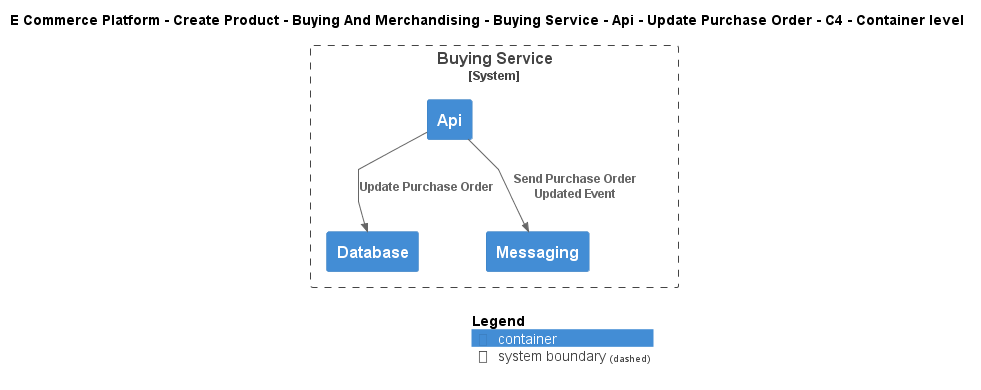 E Commerce Platform - Create Product - Buying And Merchandising - Buying Service - Api - Update Purchase Order - C4 - Container level
Buying Service
[System]
Api
Update Purchase Order
Send Purchase Order
Updated Event
Database
Messaging
Legend
container
system boundary (dashed)